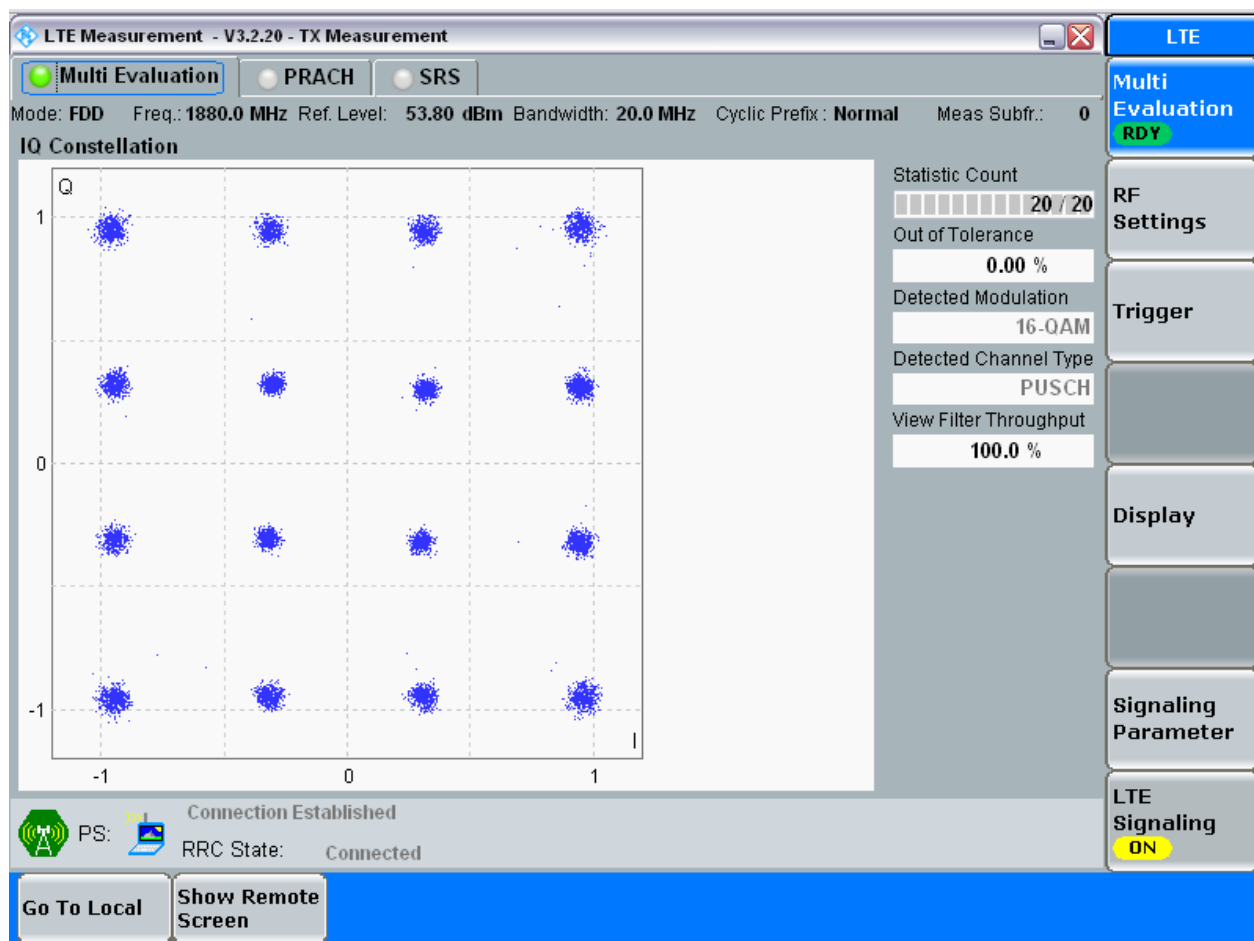 LTE Measurement - V3.2.20 - TX Measurement
LTE
Multi Evaluation PRACH SRS
Mode: FDD Freq.: 1880.0 MHz Ref. Level: 53.80 dBm Bandwidth: 20.0 MHz Cyclic Prefix : Normal Meas Subfr.: 0
IQ Constellation
Q
1
0
-1
I
-1 0 1
Statistic Count
20 / 20
Out of Tolerance
0.00 %
Detected Modulation
16-QAM
Detected Channel Type
PUSCH
View Filter Throughput
100.0 %
Multi
Evaluation
RDY
RF
Settings
Trigger
Display
Signaling
Parameter
LTE
Signaling
ON
PS:
Connection Established
RRC State: Connected
Go To Local
Show Remote
Screen